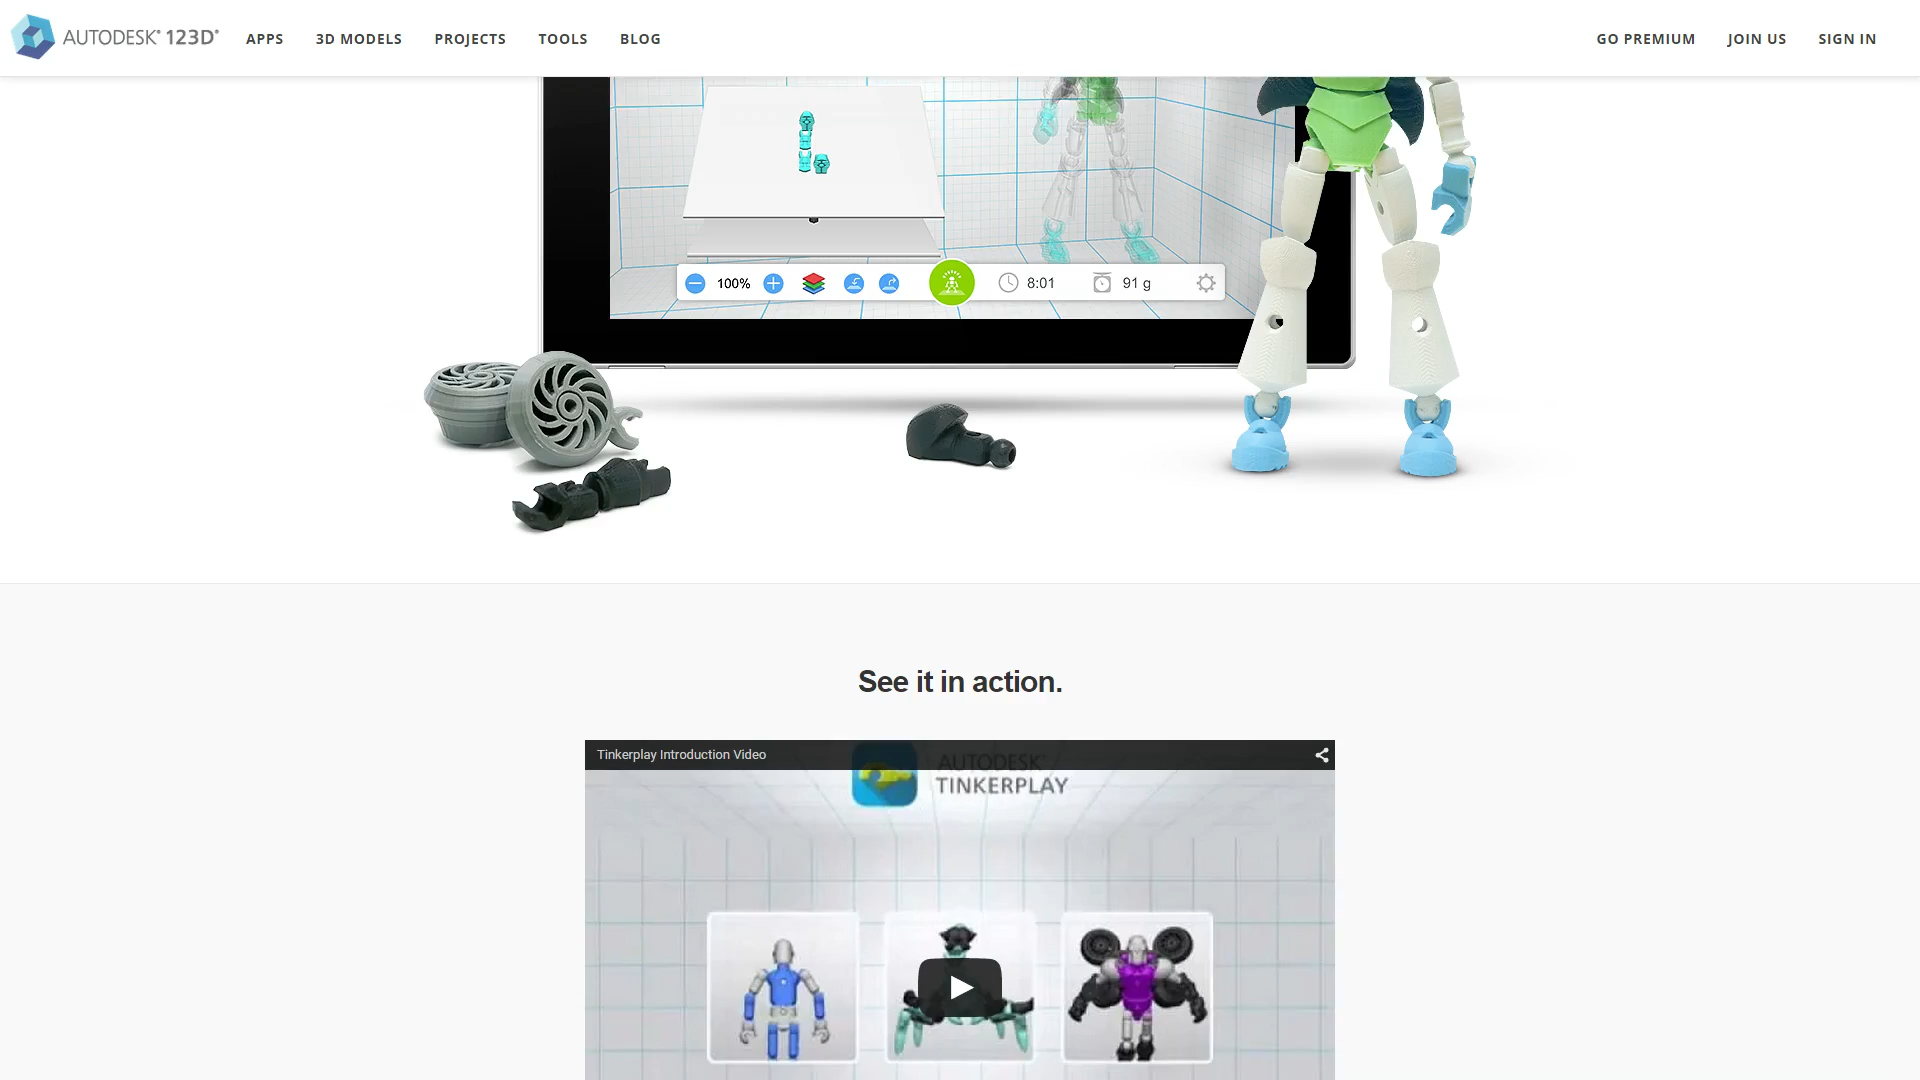 AUTODESK® 123D®
APPS
3D MODELS
PROJECTS
TOOLS
BLOG
GO PREMIUM
JOIN US
SIGN IN
100%
8:01
91 g
See it in action.
Tinkerplay Introduction Video
AUTODESK®
TINKERPLAY